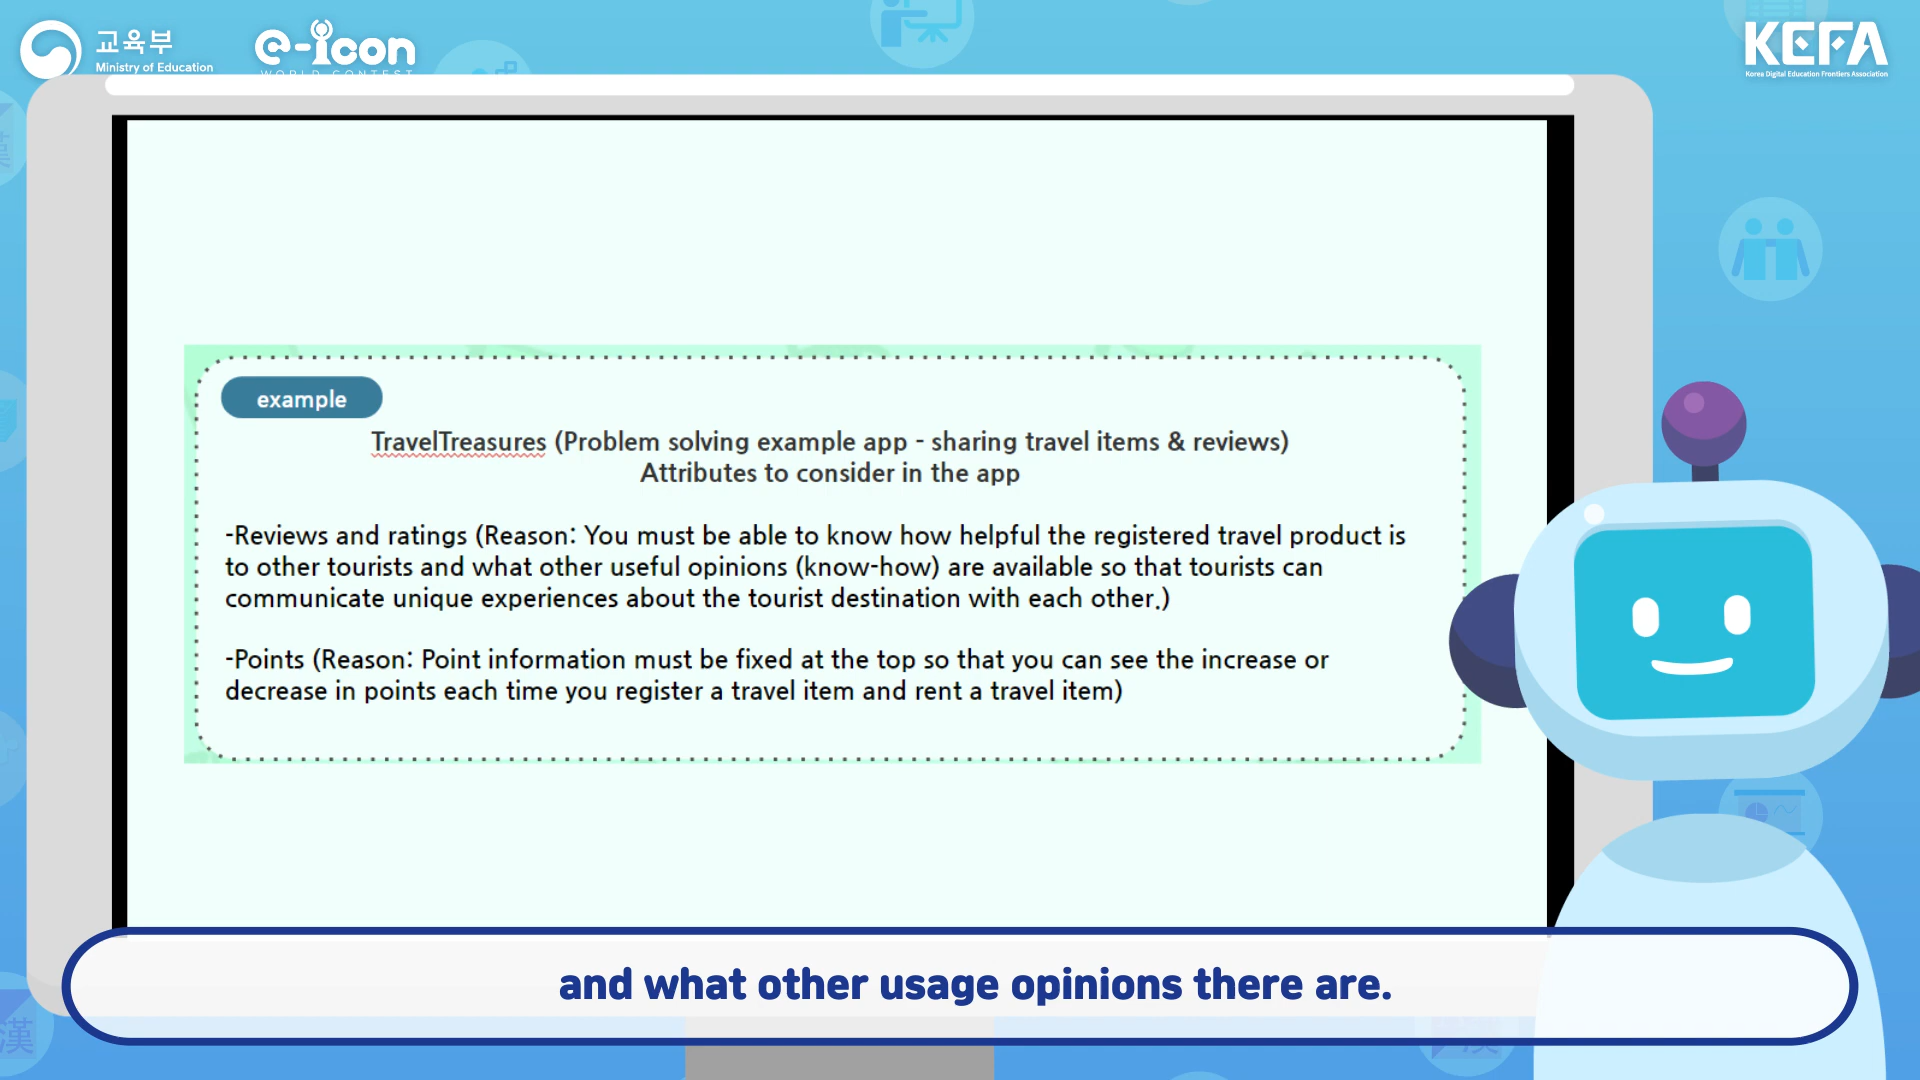 교육부
Ministry of Education
e-icon
WORLD CONTEST
KEFA
Korea Digital Education Frontiers Association
example
TravelTreasures (Problem solving example app - sharing travel items & reviews)
Attributes to consider in the app
-Reviews and ratings (Reason: You must be able to know how helpful the registered travel product is
to other tourists and what other useful opinions (know-how) are available so that tourists can
communicate unique experiences about the tourist destination with each other.)
-Points (Reason: Point information must be fixed at the top so that you can see the increase or
decrease in points each time you register a travel item and rent a travel item)
and what other usage opinions there are.
漢
漢
漢